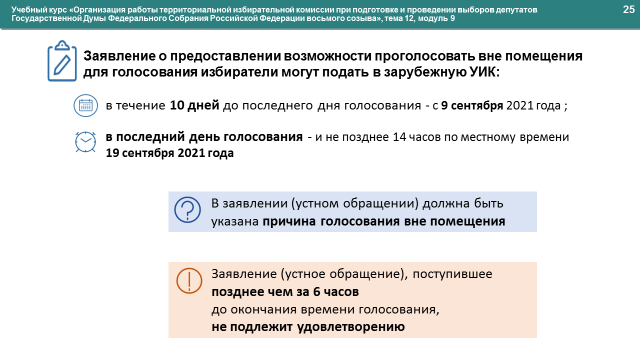 Учебный курс «Организация работы территориальной избирательной комиссии при подготовке и проведении выборов депутатов
Государственной Думы Федерального Собрания Российской Федерации восьмого созыва», тема 12, модуль 9
25
Заявление о предоставлении возможности проголосовать вне помещения
для голосования избиратели могут подать в зарубежную УИК:
в течение 10 дней до последнего дня голосования - с 9 сентября 2021 года ;
в последний день голосования - и не позднее 14 часов по местному времени
19 сентября 2021 года
В заявлении (устном обращении) должна быть
указана причина голосования вне помещения
Заявление (устное обращение), поступившее
позднее чем за 6 часов
до окончания времени голосования,
не подлежит удовлетворению